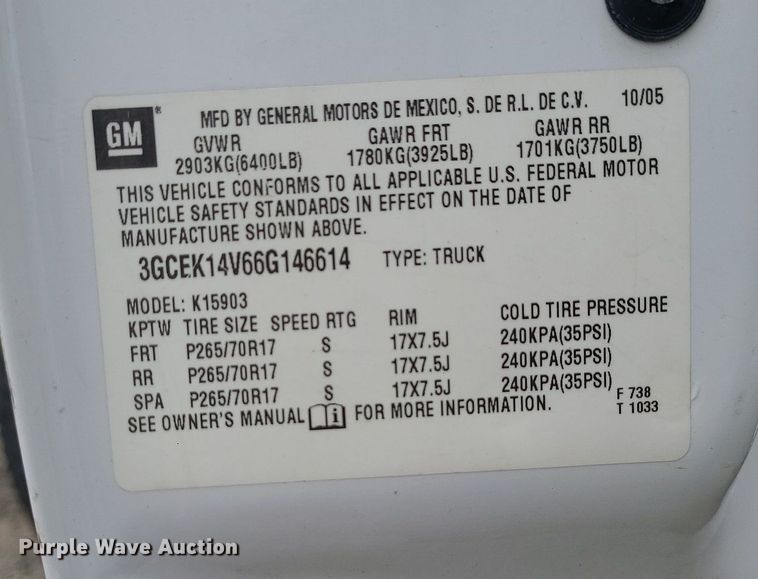 GM ® MFD BY GENERAL MOTORS DE MEXICO, S. DE R.L. DE C.V. 10/05
GVWR GAWR FRT GAWR RR
2903KG(6400LB) 1780KG(3925LB) 1701KG(3750LB)
THIS VEHICLE CONFORMS TO ALL APPLICABLE U.S. FEDERAL MOTOR
VEHICLE SAFETY STANDARDS IN EFFECT ON THE DATE OF
MANUFACTURE SHOWN ABOVE.
3GCEK14V66G146614 TYPE: TRUCK
MODEL: K15903
KPTW TIRE SIZE SPEED RTG RIM COLD TIRE PRESSURE
FRT P265/70R17 S 17X7.5J 240KPA(35PSI)
RR P265/70R17 S 17X7.5J 240KPA(35PSI)
SPA P265/70R17 S 17X7.5J 240KPA(35PSI)
SEE OWNER'S MANUAL i FOR MORE INFORMATION.
F 738
T 1033
Purple Wave Auction